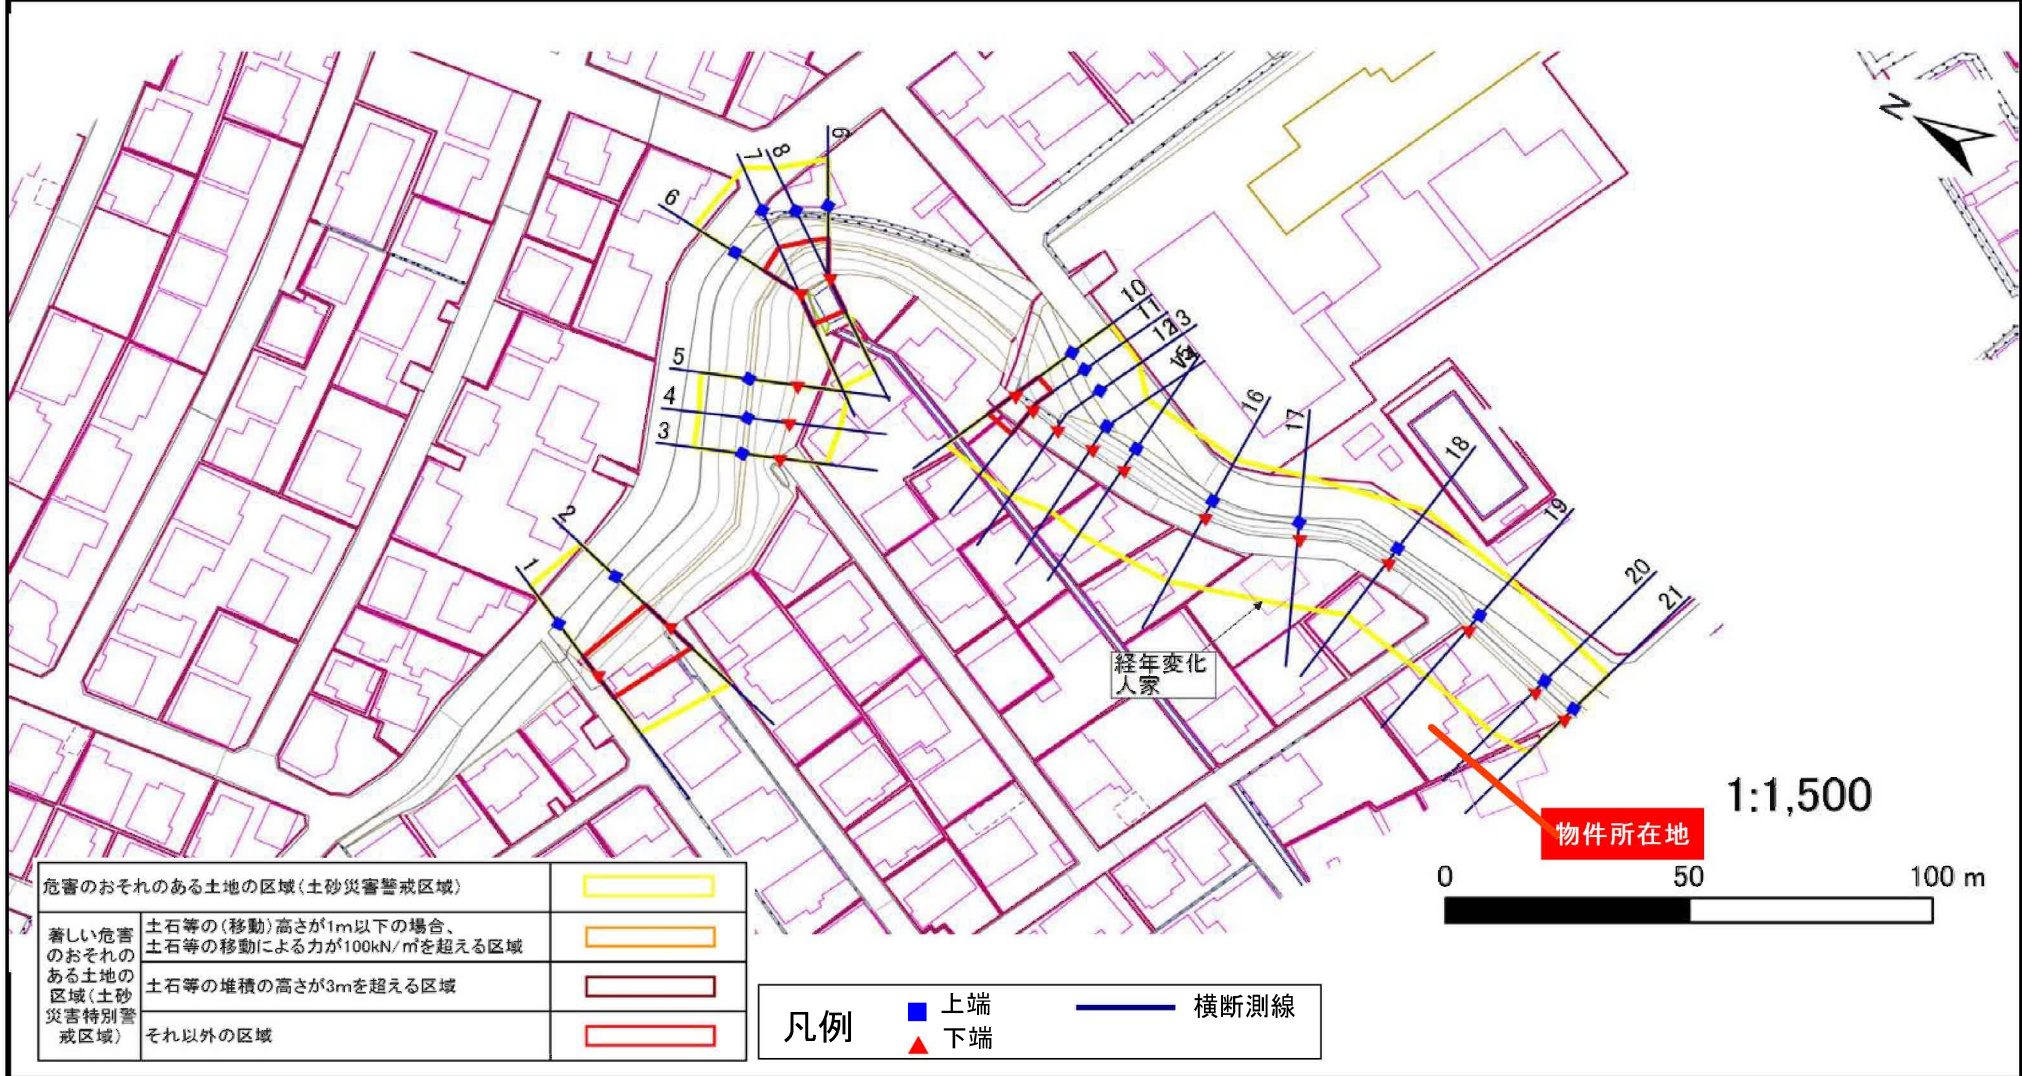 N
6
7
8
9
10
11
12
13
15
16
17
18
19
20
21
5
4
3
2
1
経年変化
人家
1:1,500
物件所在地
0 50 100 m
危害のおそれのある土地の区域(土砂災害警戒区域)
著しい危害
のおそれの
ある土地の
区域(土砂
災害特別警
戒区域)
土石等の(移動)高さが1m以下の場合、
土石等の移動による力が100kN/㎡を超える区域
土石等の堆積の高さが3mを超える区域
それ以外の区域
凡例
上端
下端
横断測線